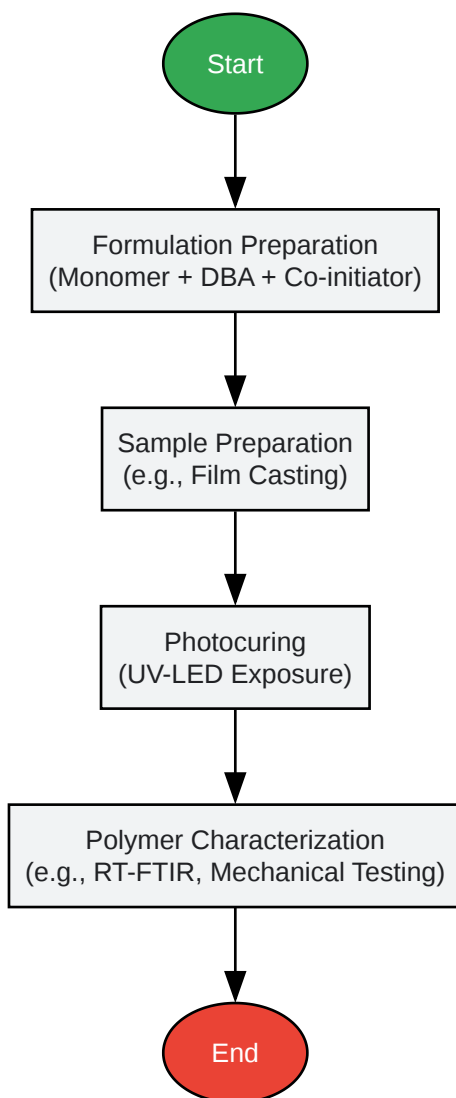 Start
Formulation Preparation
(Monomer + DBA + Co-initiator)
Sample Preparation
(e.g., Film Casting)
Photocuring
(UV-LED Exposure)
Polymer Characterization
(e.g., RT-FTIR, Mechanical Testing)
End